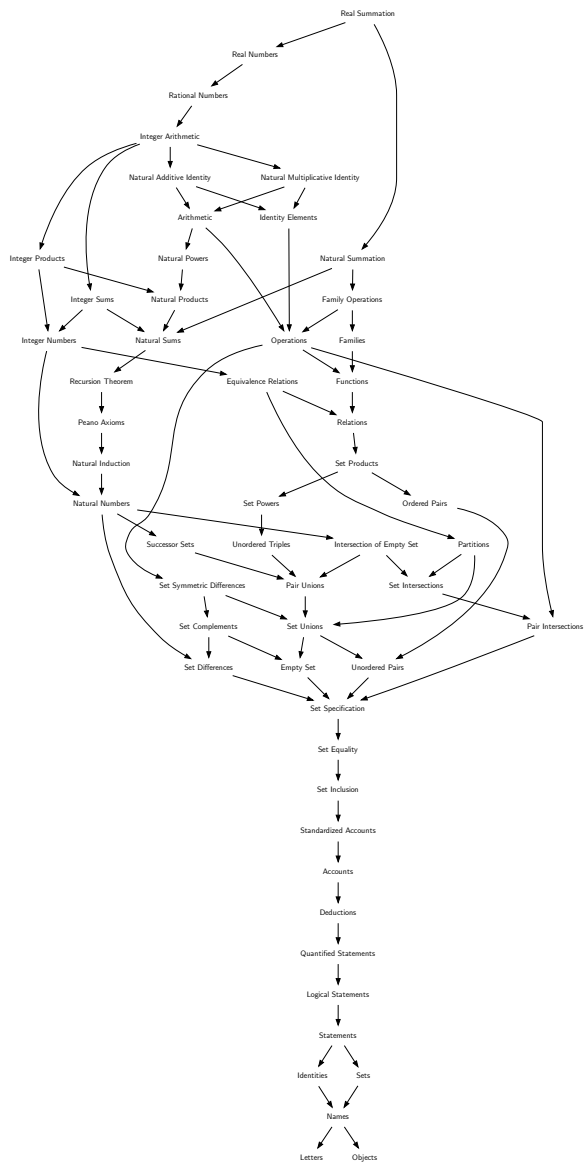 Real Summation
Real Numbers
Rational Numbers
Integer Arithmetic
Natural Additive Identity
Natural Multiplicative Identity
Arithmetic
Identity Elements
Integer Products
Natural Powers
Natural Summation
Integer Sums
Natural Products
Family Operations
Integer Numbers
Natural Sums
Operations
Families
Recursion Theorem
Equivalence Relations
Functions
Peano Axioms
Relations
Natural Induction
Set Products
Natural Numbers
Set Powers
Ordered Pairs
Successor Sets
Unordered Triples
Intersection of Empty Set
Partitions
Set Symmetric Differences
Pair Unions
Set Intersections
Set Complements
Set Unions
Pair Intersections
Set Differences
Empty Set
Unordered Pairs
Set Specification
Set Equality
Set Inclusion
Standardized Accounts
Accounts
Deductions
Quantified Statements
Logical Statements
Statements
Identities
Sets
Names
Letters
Objects